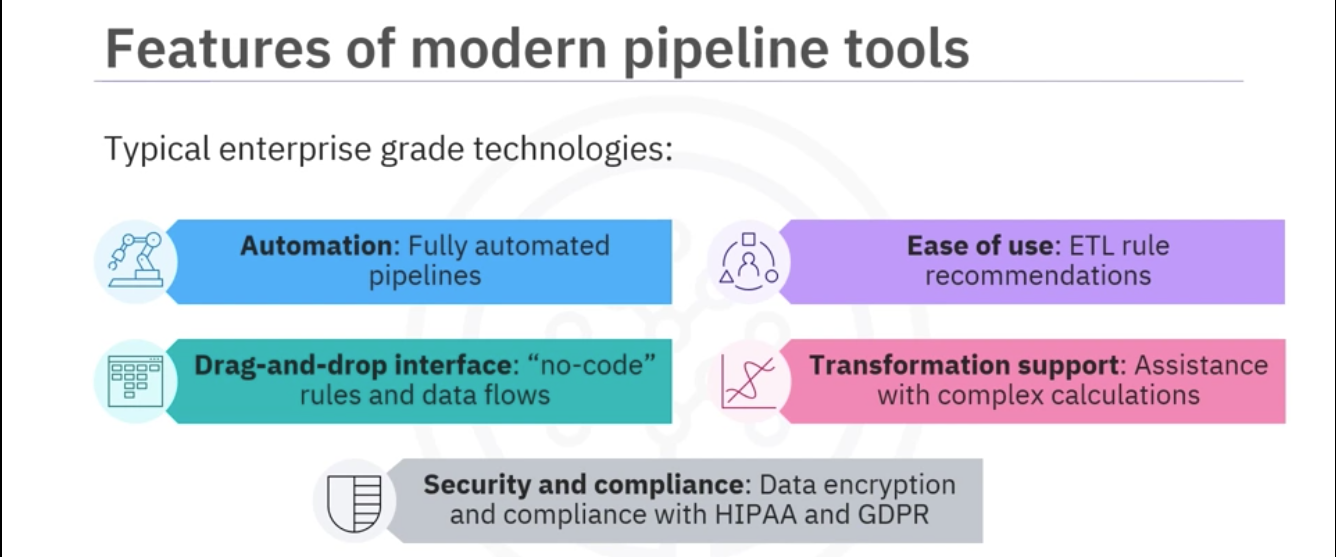 Features of modern pipeline tools
Typical enterprise grade technologies:
Automation: Fully automated
pipelines
Ease of use: ETL rule
recommendations
Drag-and-drop interface: “no-code”
rules and data flows
Transformation support: Assistance
with complex calculations
Security and compliance: Data encryption
and compliance with HIPAA and GDPR